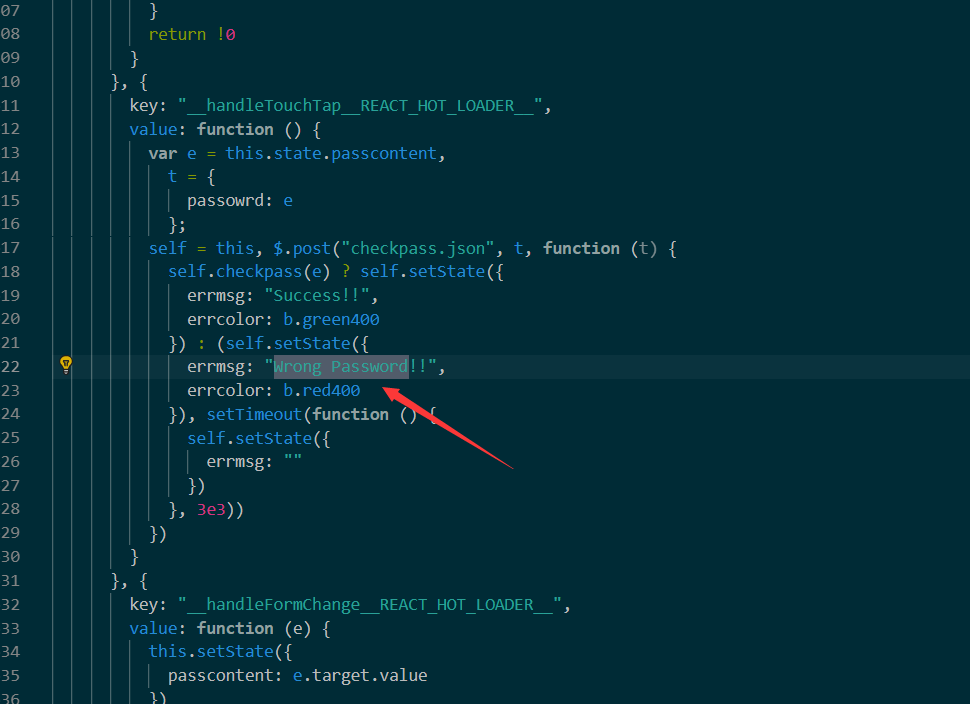 07 }
08 return !0
09 }
10 }, {
11 key: "__handleTouchTap__REACT_HOT_LOADER__",
12 value: function () {
13 var e = this.state.passcontent,
14 t = {
15 passowrd: e
16 };
17 self = this, $.post("checkpass.json", t, function (t) {
18 self.checkpass(e) ? self.setState({
19 errmsg: "Success!!",
20 errcolor: b.green400
21 }) : (self.setState({
22 errmsg: "Wrong Password!!",
23 errcolor: b.red400
24 }), setTimeout(function () {
25 self.setState({
26 errmsg: ""
27 })
28 }, 3e3))
29 })
30 }
31 }, {
32 key: "__handleFormChange__REACT_HOT_LOADER__",
33 value: function (e) {
34 this.setState({
35 passcontent: e.target.value
36 })